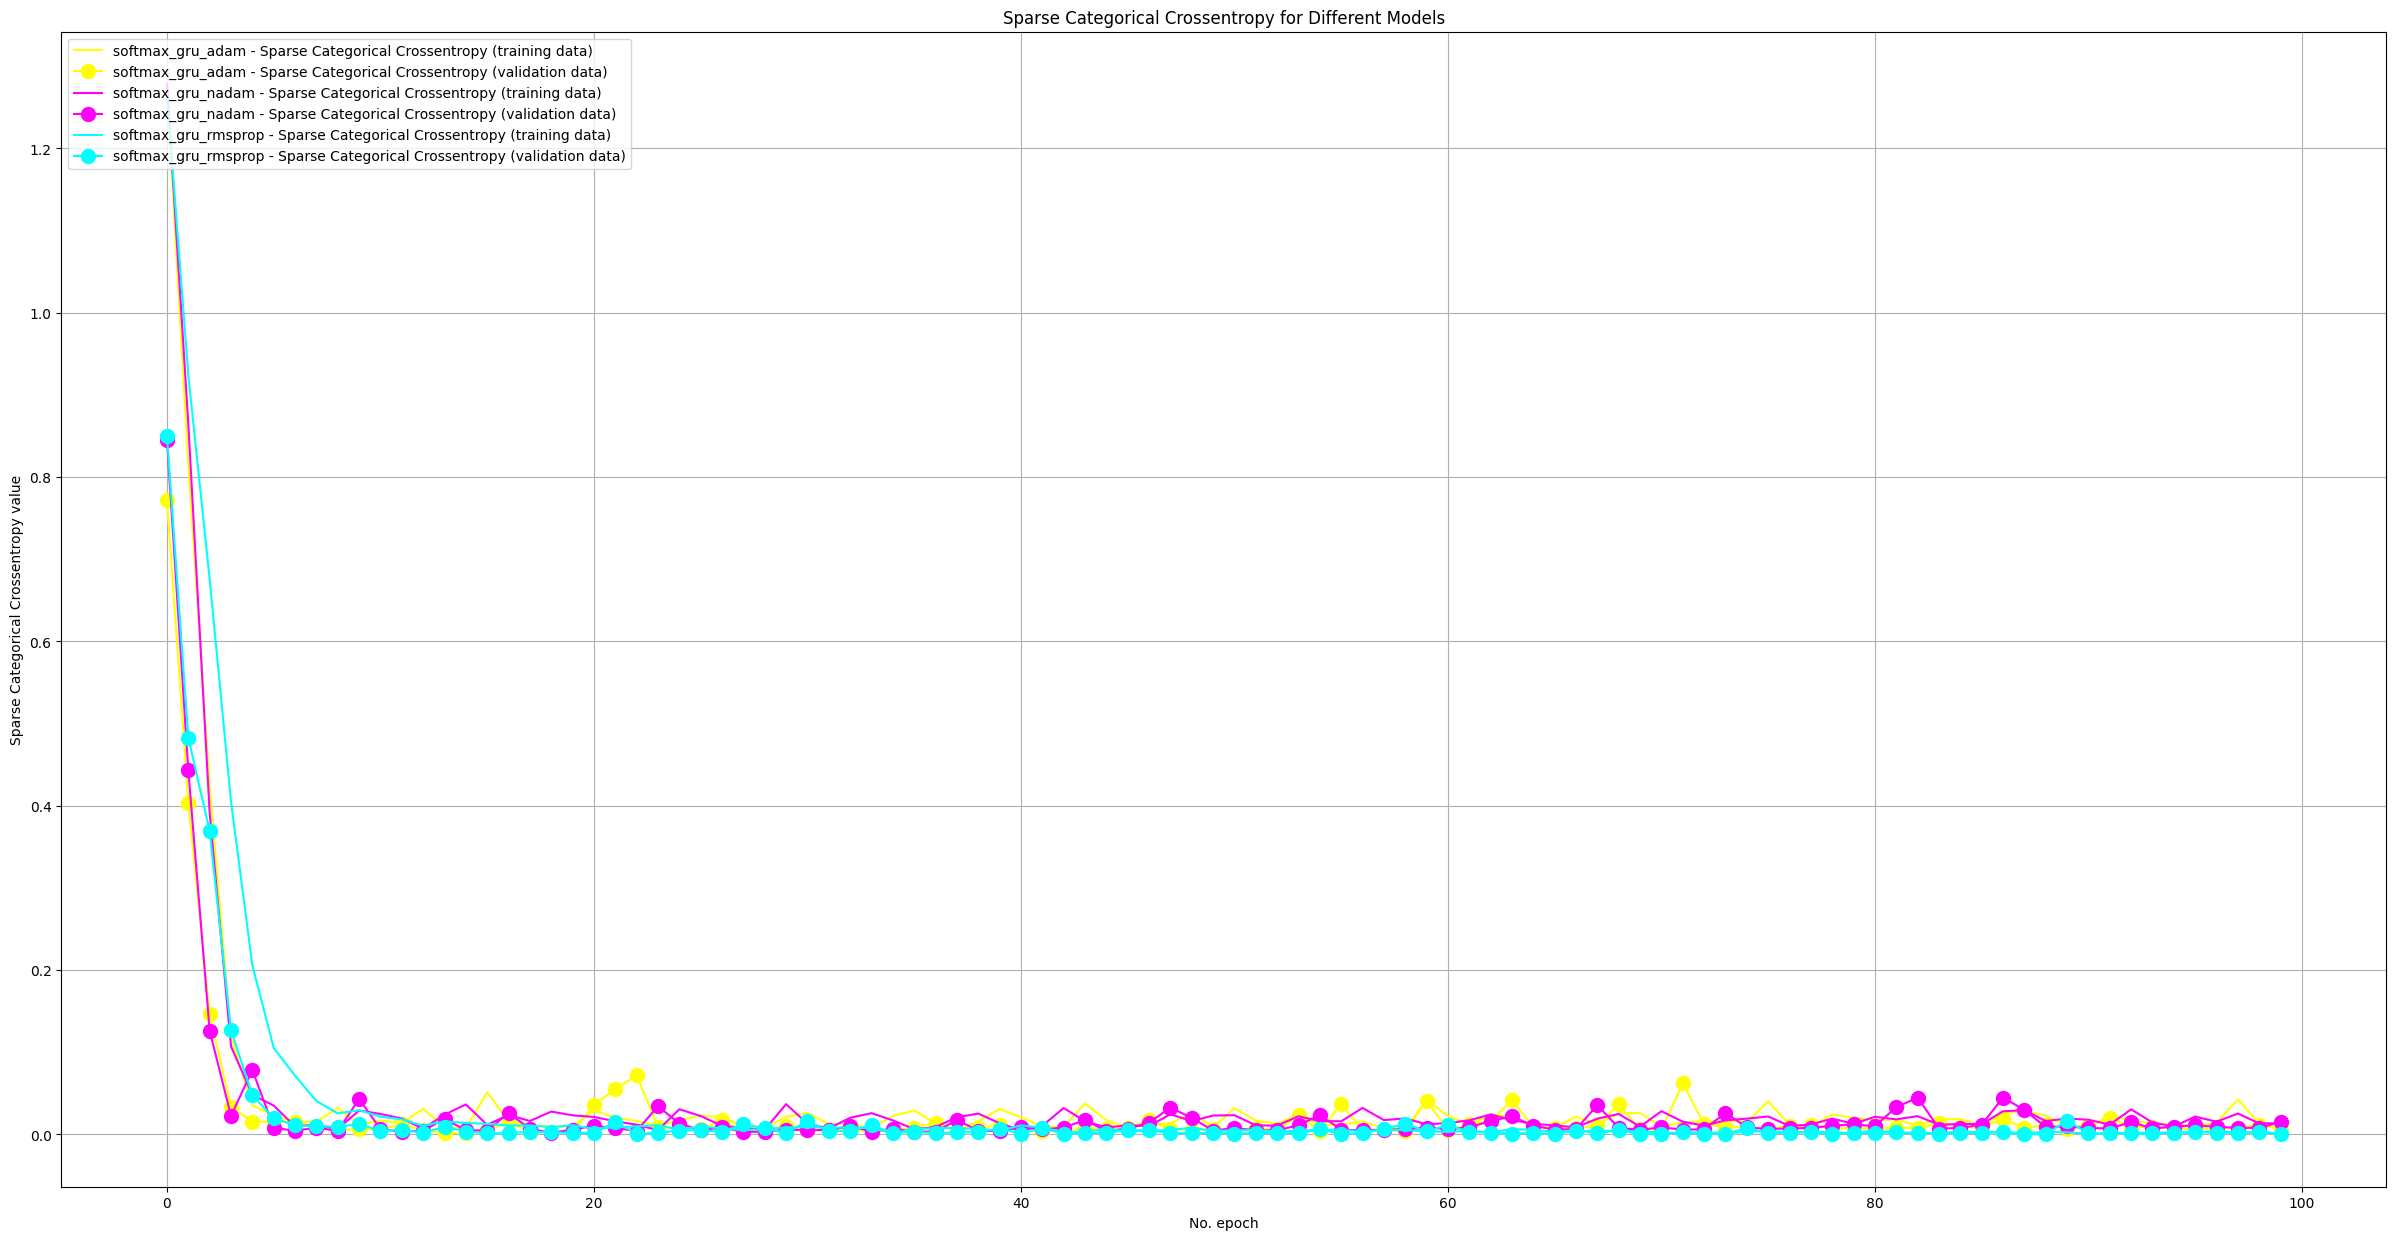 Sparse Categorical Crossentropy for Different Models
softmax_gru_adam - Sparse Categorical Crossentropy (training data)
softmax_gru_adam - Sparse Categorical Crossentropy (validation data)
softmax_gru_nadam - Sparse Categorical Crossentropy (training data)
softmax_gru_nadam - Sparse Categorical Crossentropy (validation data)
softmax_gru_rmsprop - Sparse Categorical Crossentropy (training data)
softmax_gru_rmsprop - Sparse Categorical Crossentropy (validation data)
Sparse Categorical Crossentropy value
1.2
1.0
0.8
0.6
0.4
0.2
0.0
0
20
40
60
80
100
No. epoch